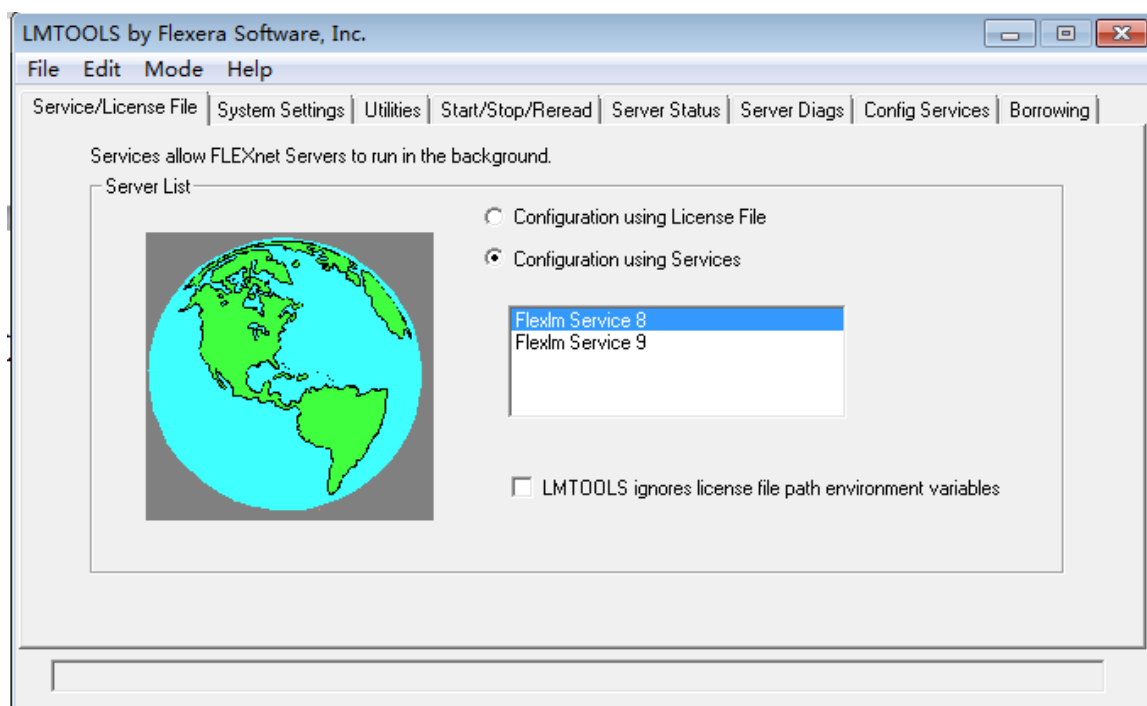 LMTOOLS by Flexera Software, Inc.
File Edit Mode Help
Service/License File System Settings Utilities Start/Stop/Reread Server Status Server Diags Config Services Borrowing
Services allow FLEXnet Servers to run in the background.
Server List
Configuration using License File
Configuration using Services
Flexlm Service 8
Flexlm Service 9
LMTOOLS ignores license file path environment variables